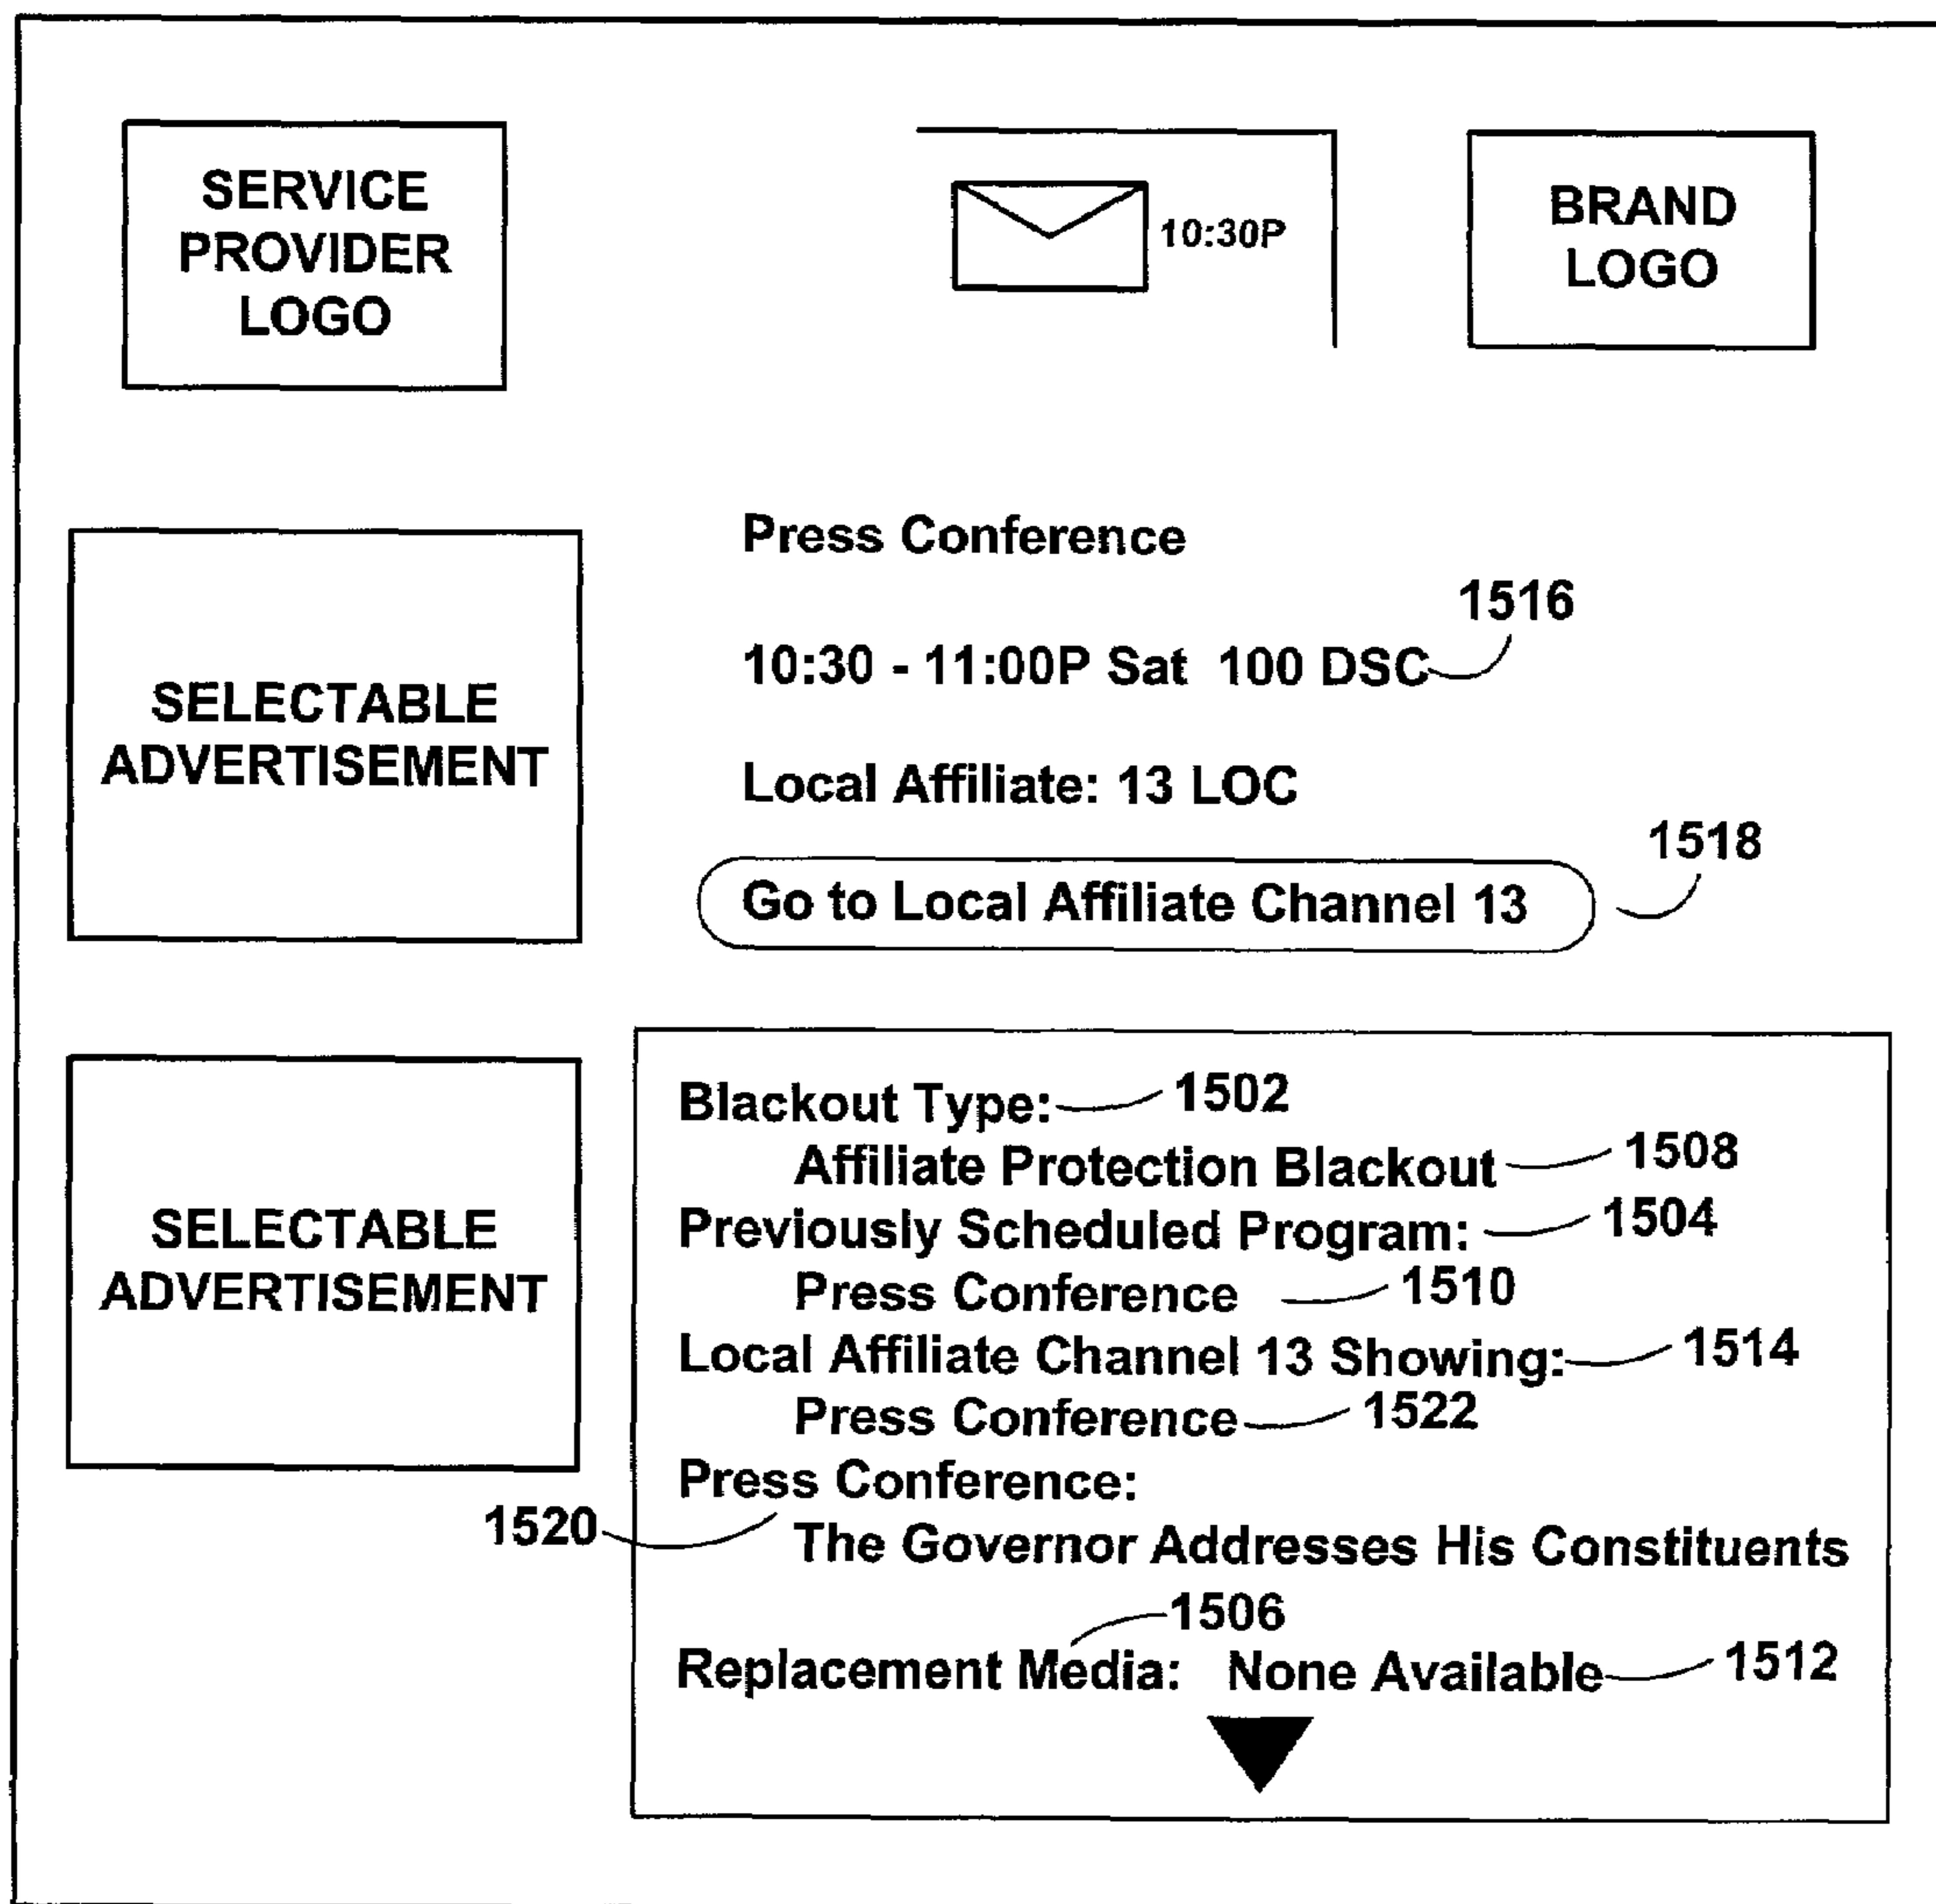 SERVICE
PROVIDER
LOGO
10:30P
BRAND
LOGO
SELECTABLE
ADVERTISEMENT
Press Conference
1516
10:30 - 11:00P Sat 100 DSC
Local Affiliate: 13 LOC
1518
Go to Local Affiliate Channel 13
SELECTABLE
ADVERTISEMENT
Blackout Type: 1502
Affiliate Protection Blackout 1508
Previously Scheduled Program: 1504
Press Conference 1510
Local Affiliate Channel 13 Showing: 1514
Press Conference 1522
Press Conference:
1520
The Governor Addresses His Constituents
1506
Replacement Media: None Available 1512